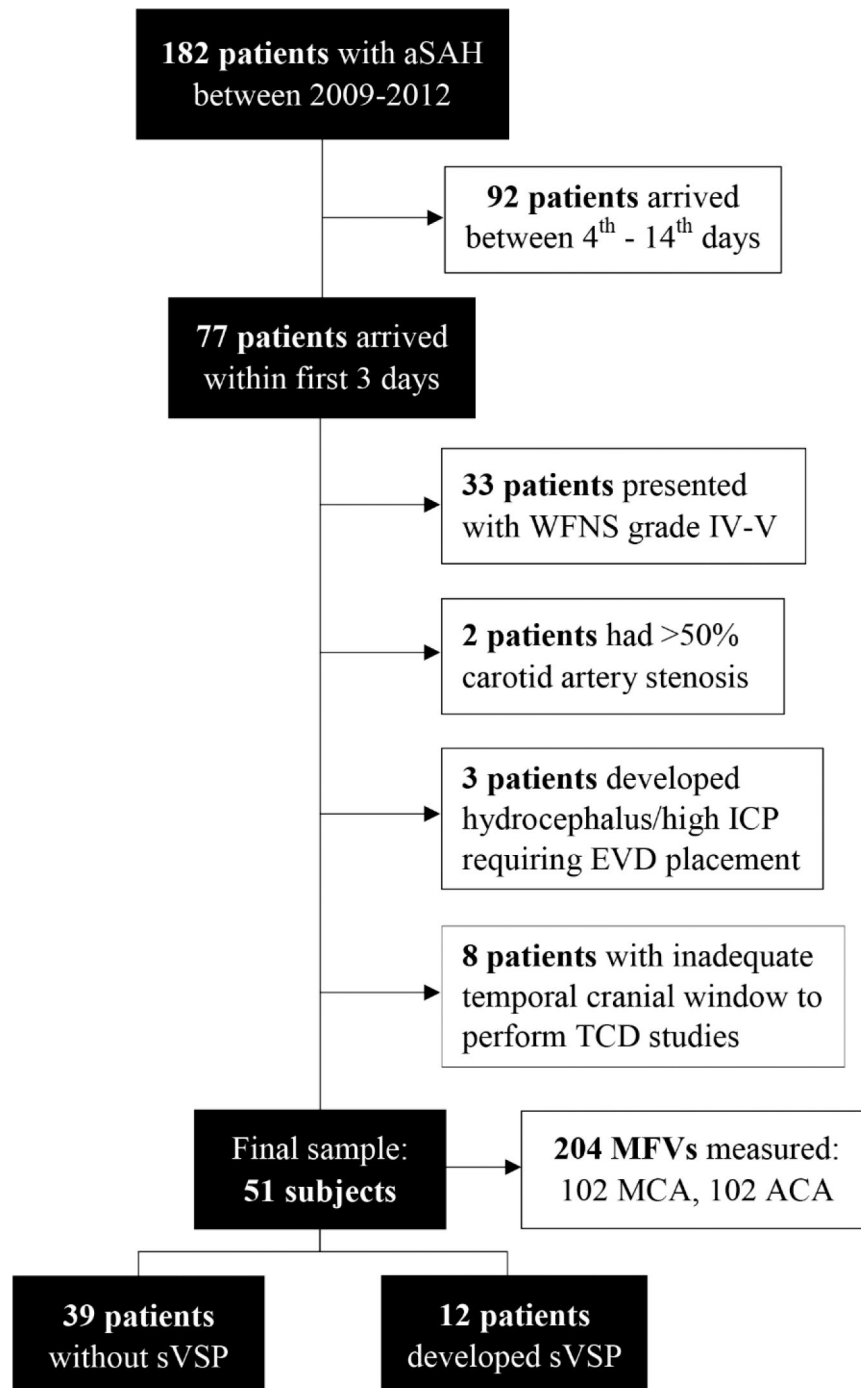 182 patients with aSAH
between 2009-2012
92 patients arrived
between 4th - 14th days
77 patients arrived
within first 3 days
33 patients presented
with WFNS grade IV-V
2 patients had >50%
carotid artery stenosis
3 patients developed
hydrocephalus/high ICP
requiring EVD placement
8 patients with inadequate
temporal cranial window to
perform TCD studies
Final sample:
51 subjects
204 MFVs measured:
102 MCA, 102 ACA
39 patients
without sVSP
12 patients
developed sVSP